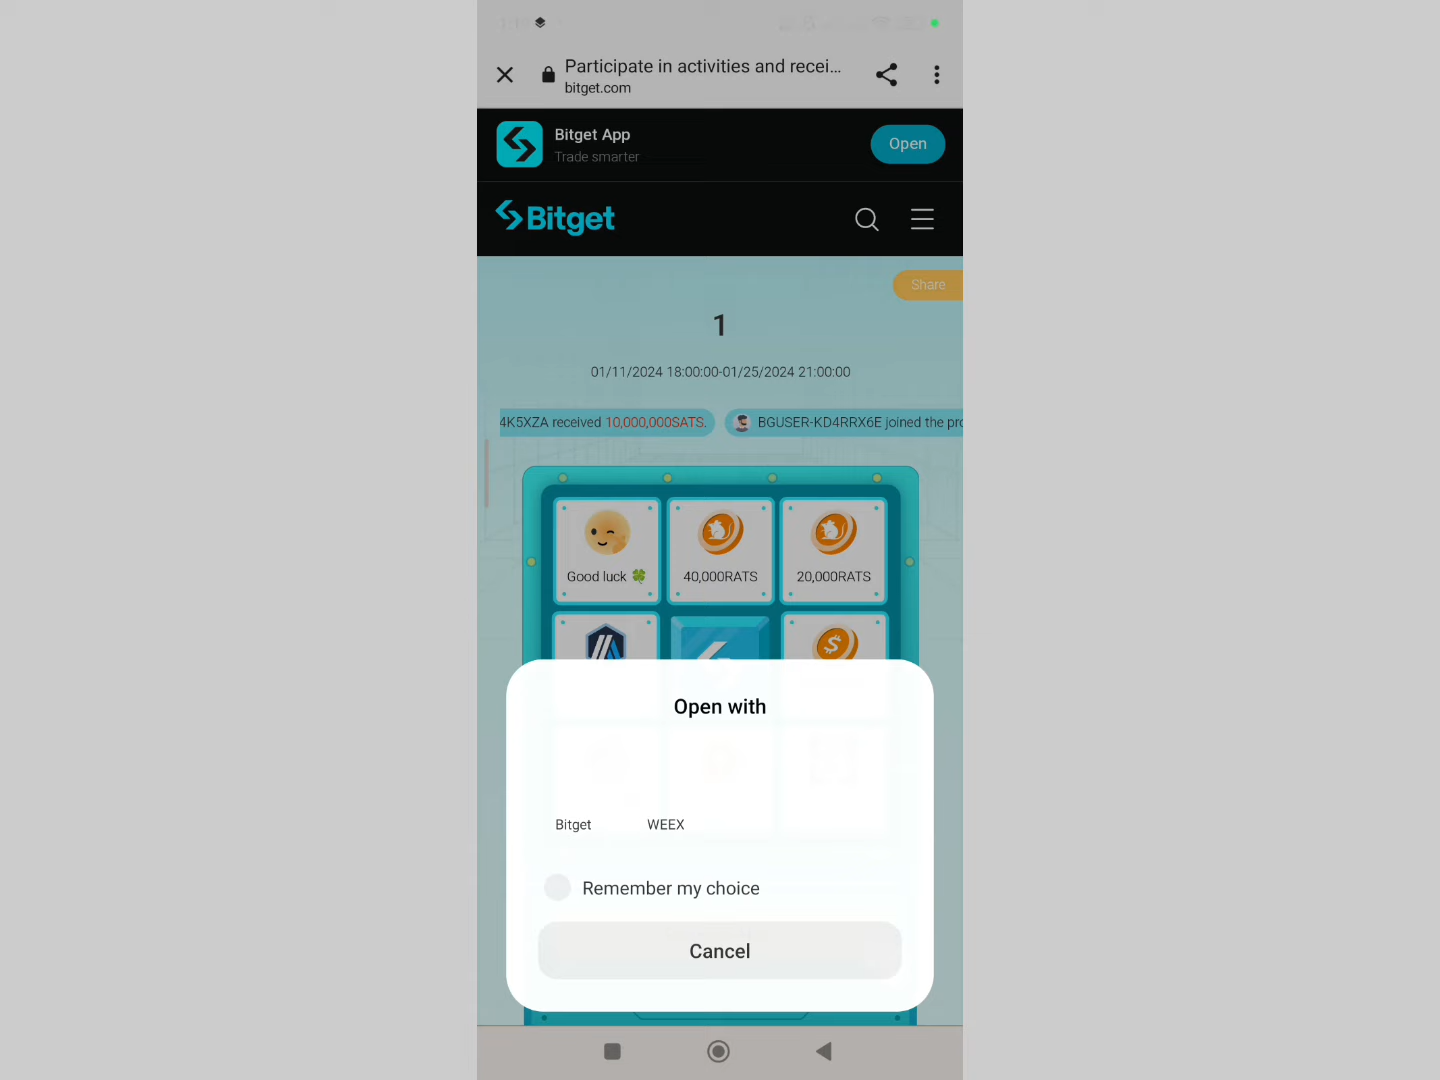 Participate in activities and recei...
bitget.com
Bitget App
Trade smarter
Open
Bitget
Share
1
01/11/2024 18:00:00-01/25/2024 21:00:00
4K5XZA received 10,000,000SATS.
BGUSER-KD4RRX6E joined the pro
Good luck 🍀
40,000RATS
20,000RATS
Open with
Bitget
WEEX
Remember my choice
Cancel